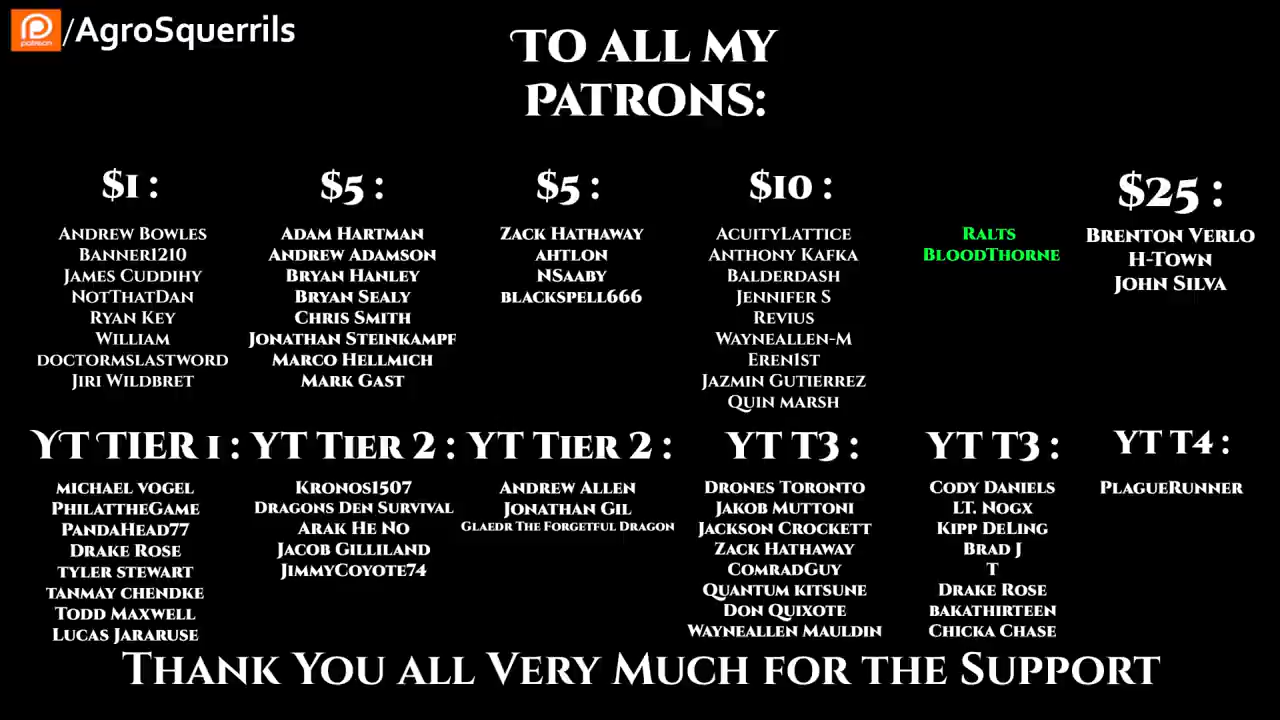 patreon
/AgroSquerrils
To all my
Patrons:
$1 :
Andrew Bowles
Banner1210
James Cuddihy
NotThatDan
Ryan Key
William
doctormslastword
Jiri Wildbret
$5 :
Adam Hartman
Andrew Adamson
Bryan Hanley
Bryan Sealy
Chris Smith
Jonathan Steinkampf
Marco Hellmich
Mark Gast
$5 :
Zack Hathaway
ahtlon
NSaaby
blackspell666
$10 :
AcuityLattice
Anthony Kafka
Balderdash
Jennifer S
Revius
Wayneallen-M
Eren1st
Jazmin Gutierrez
Quin marsh
Ralts
BloodThorne
$25 :
Brenton Verlo
H-Town
John Silva
YT Tier 1 :
michael vogel
PhilattheGame
PandaHead77
Drake Rose
tyler stewart
tanmay chendke
Todd Maxwell
Lucas Jararuse
YT Tier 2 :
Kronos1507
Dragons Den Survival
Arak He No
Jacob Gilliland
JimmyCoyote74
YT Tier 2 :
Andrew Allen
Jonathan Gil
Glaedr The Forgetful Dragon
YT T3 :
Drones Toronto
Jakob Muttoni
Jackson Crockett
Zack Hathaway
ComradGuy
Quantum kitsune
Don Quixote
Wayneallen Mauldin
YT T3 :
Cody Daniels
Lt. Nogx
Kipp DeLing
Brad J
T
Drake Rose
bakathirteen
Chicka Chase
YT T4 :
PlagueRunner
Thank You all Very Much for the Support